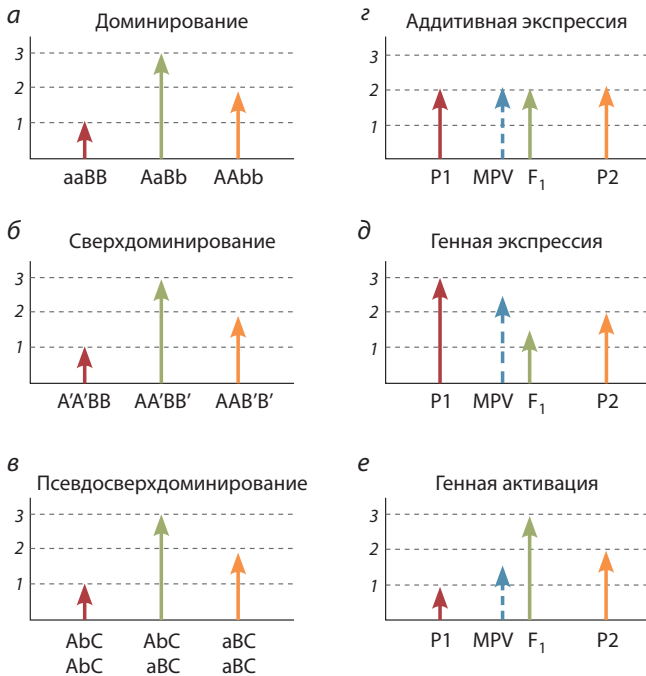 а Доминирование
3
2
1
aaBB AaBb AAbb
б Сверхдоминирование
3
2
1
A'A'BB AA'BB' AAB'B'
в Псевдосверхдоминирование
3
2
1
AbC AbC aBC
AbC aBC aBC
г Аддитивная экспрессия
3
2
1
P1 MPV F₁ P2
д Генная экспрессия
3
2
1
P1 MPV F₁ P2
е Генная активация
3
2
1
P1 MPV F₁ P2